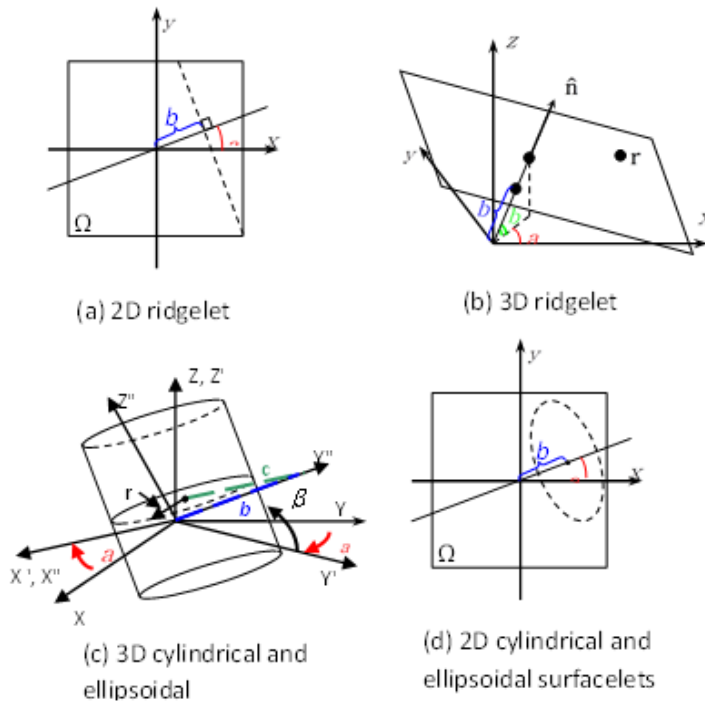 y
b
a
x
Ω
(a) 2D ridgelet
z
n̂
r
y
b
b
a
x
(b) 3D ridgelet
Z, Z'
Z"
c
Y"
r
b
β
Y
a
a
X', X"
Y'
X
(c) 3D cylindrical and
ellipsoidal
y
b
x
Ω
(d) 2D cylindrical and
ellipsoidal surfacelets